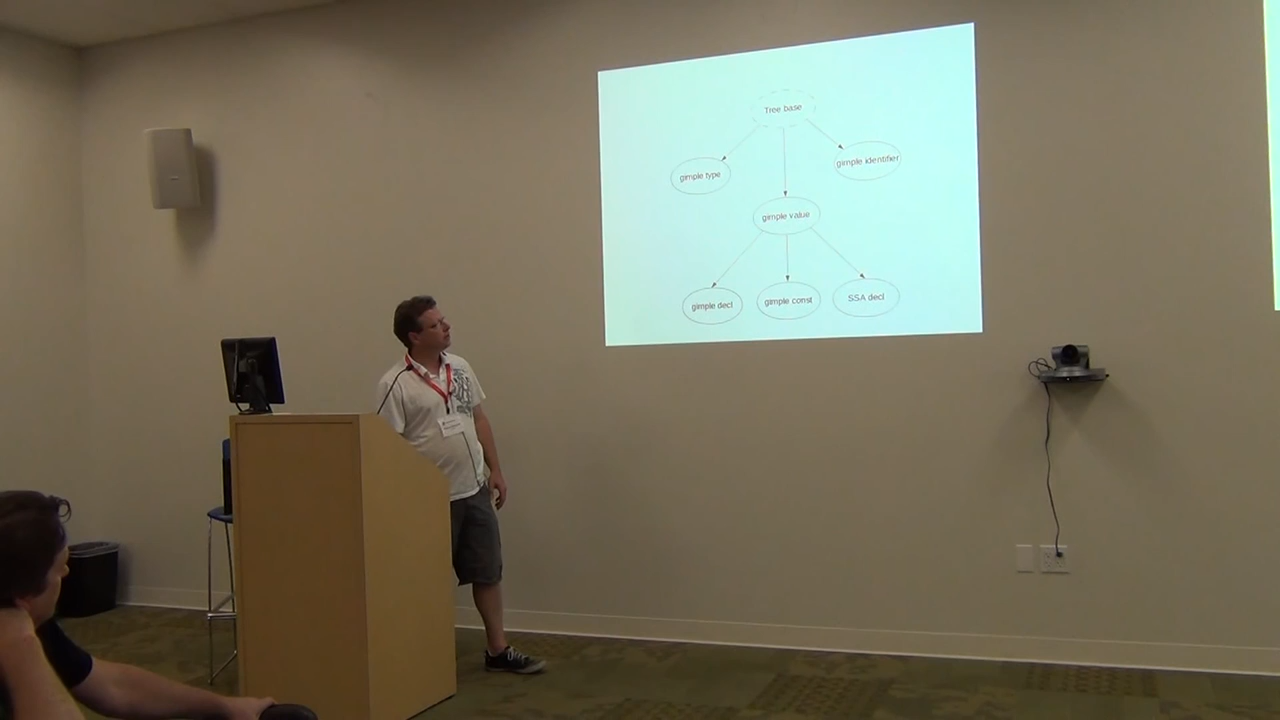 Tree base
gimple type
gimple identifier
gimple value
gimple decl
gimple const
SSA decl